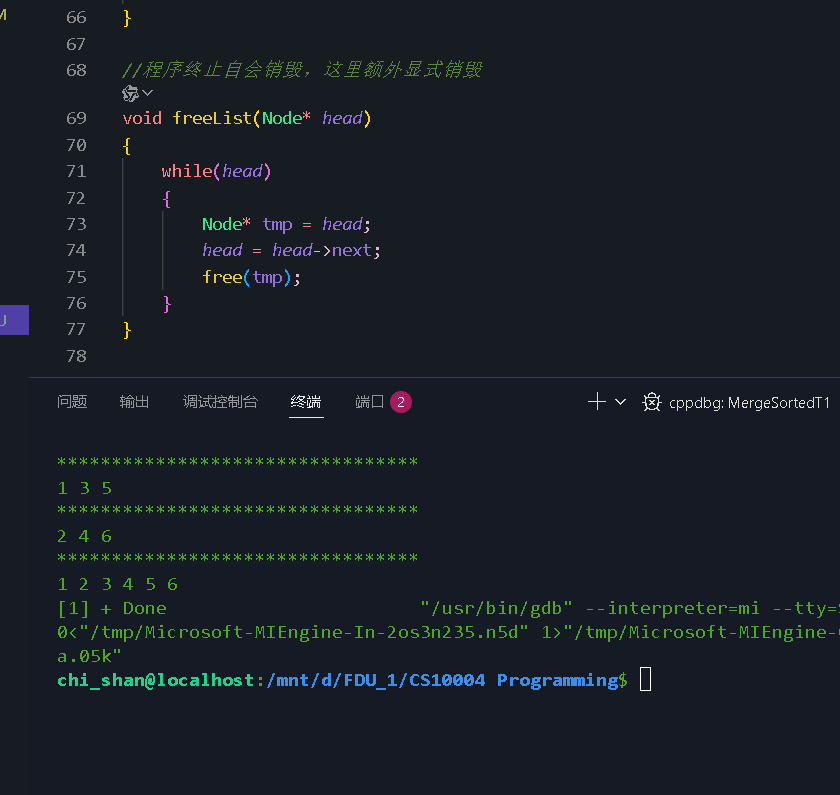 66 }
67
68 //程序终止自会销毁，这里额外显式销毁
69 void freeList(Node* head)
70 {
71 while(head)
72 {
73 Node* tmp = head;
74 head = head->next;
75 free(tmp);
76 }
77 }
78
问题 输出 调试控制台 终端 端口 2 cppdbg: MergeSortedT1
*********************************
1 3 5
*********************************
2 4 6
*********************************
1 2 3 4 5 6
[1] + Done "/usr/bin/gdb" --interpreter=mi --tty=
0<"/tmp/Microsoft-MIEngine-In-2os3n235.n5d" 1>"/tmp/Microsoft-MIEngine-
a.05k"
chi_shan@localhost:/mnt/d/FDU_1/CS10004 Programming$